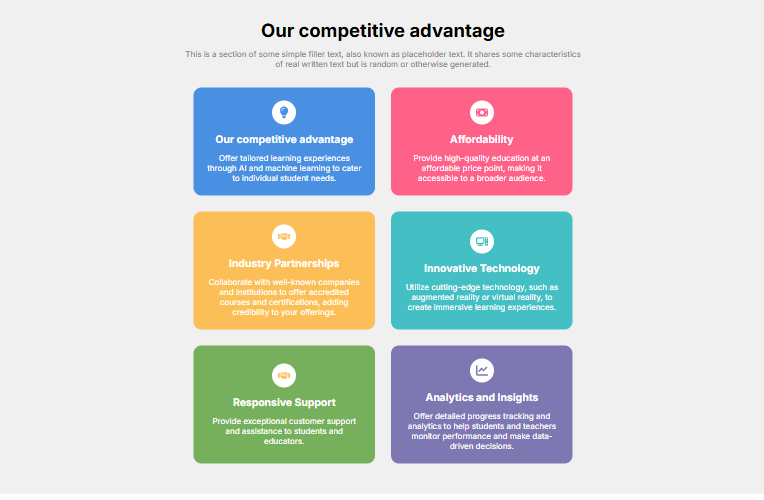 Our competitive advantage
This is a section of some simple filler text, also known as placeholder text. It shares some characteristics
of real written text but is random or otherwise generated.
Our competitive advantage
Offer tailored learning experiences
through AI and machine learning to cater
to individual student needs.
Affordability
Provide high-quality education at an
affordable price point, making it
accessible to a broader audience.
Industry Partnerships
Collaborate with well-known companies
and institutions to offer accredited
courses and certifications, adding
credibility to your offerings.
Innovative Technology
Utilize cutting-edge technology, such as
augmented reality or virtual reality, to
create immersive learning experiences.
Responsive Support
Provide exceptional customer support
and assistance to students and
educators.
Analytics and Insights
Offer detailed progress tracking and
analytics to help students and teachers
monitor performance and make data-
driven decisions.